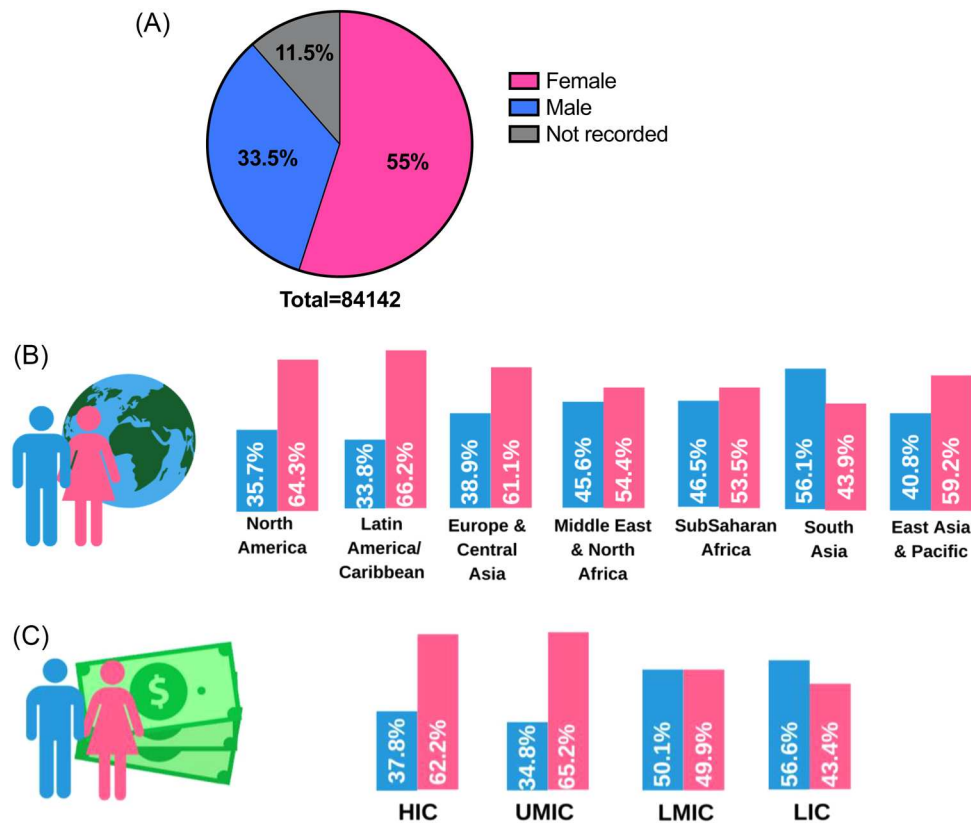 (A)
11.5%
33.5%
55%
Female
Male
Not recorded
Total=84142
(B)
35.7%
64.3%
33.8%
66.2%
38.9%
61.1%
45.6%
54.4%
46.5%
53.5%
56.1%
43.9%
40.8%
59.2%
North
America
Latin
America/
Caribbean
Europe &
Central
Asia
Middle East
& North
Africa
SubSaharan
Africa
South
Asia
East Asia
& Pacific
(C)
$
37.8%
62.2%
34.8%
65.2%
50.1%
49.9%
56.6%
43.4%
HIC
UMIC
LMIC
LIC